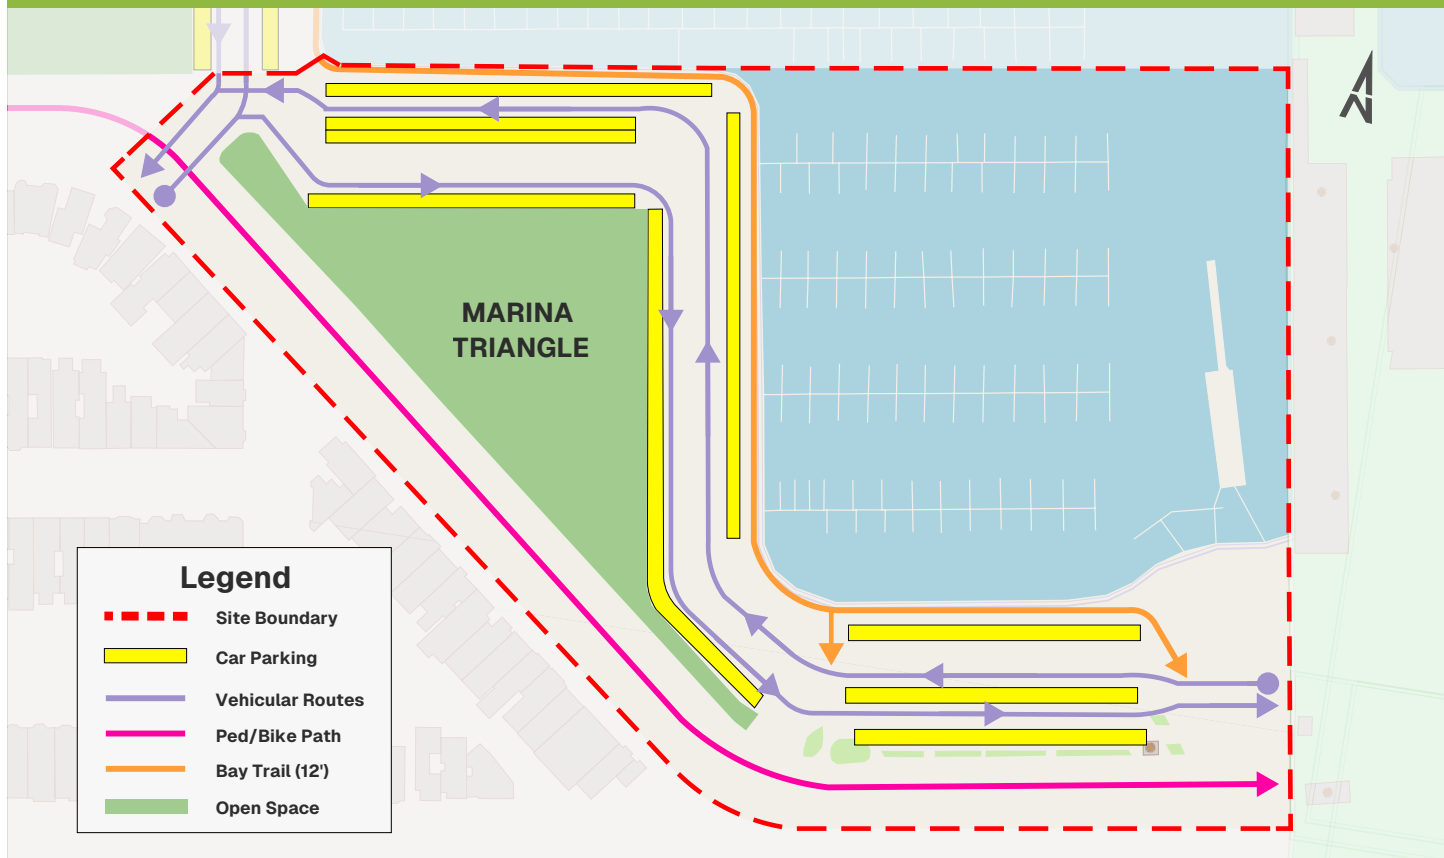 MARINA
TRIANGLE
Legend
Site Boundary
Car Parking
Vehicular Routes
Ped/Bike Path
Bay Trail (12')
Open Space